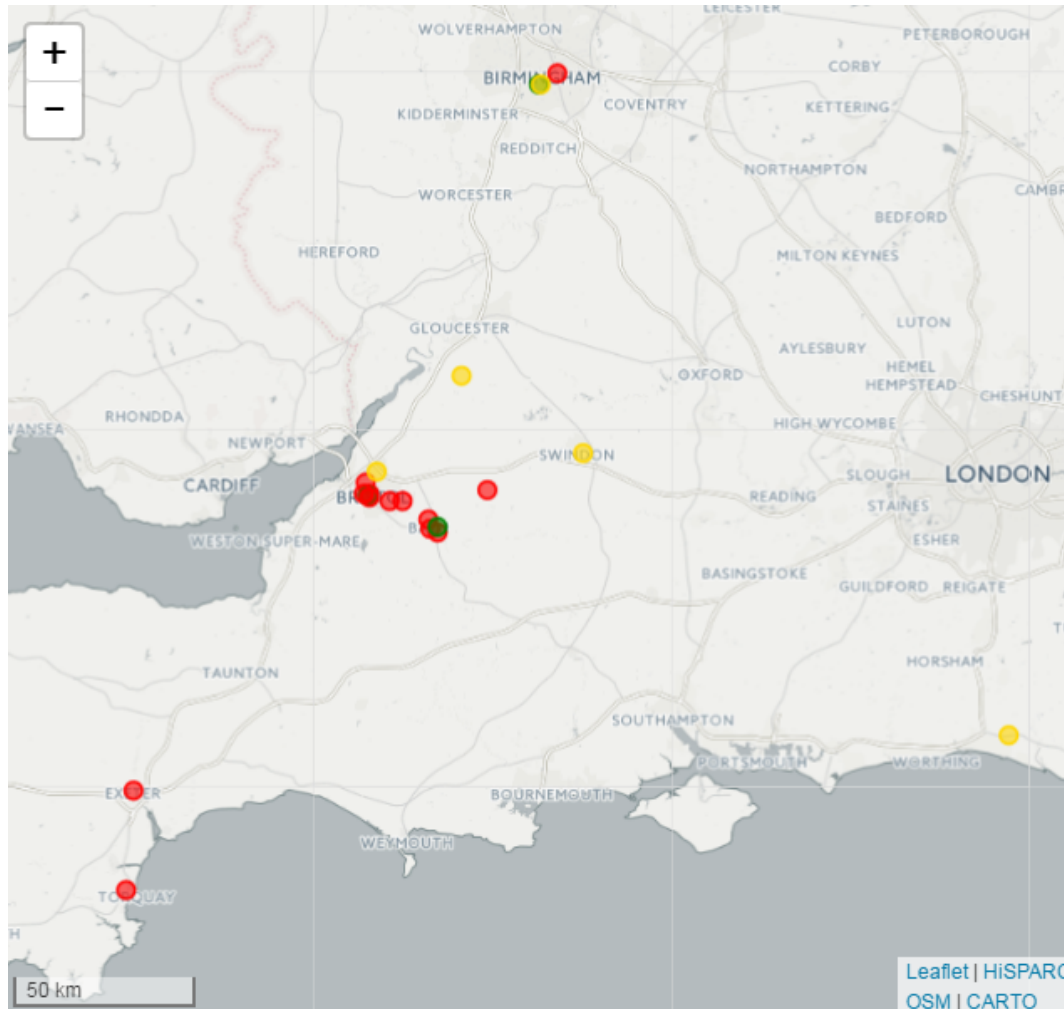 +
−
LEICESTER
WOLVERHAMPTON
PETERBOROUGH
CORBY
BIRMINGHAM
COVENTRY
KETTERING
KIDDERMINSTER
REDDITCH
NORTHAMPTON
WORCESTER
CAMBR
BEDFORD
HEREFORD
MILTON KEYNES
GLOUCESTER
LUTON
AYLESBURY
HEMEL
HEMPSTEAD
OXFORD
CHESHUNT
RHONDDA
HIGH WYCOMBE
WANSEA
NEWPORT
SWINDON
SLOUGH
LONDON
CARDIFF
READING
STAINES
WESTON SUPER-MARE
ESHER
BASINGSTOKE
GUILDFORD
REIGATE
TAUNTON
HORSHAM
SOUTHAMPTON
PORTSMOUTH
WORTHING
EXETER
BOURNEMOUTH
WEYMOUTH
TORQUAY
50 km
Leaflet | HiSPARC
OSM | CARTO